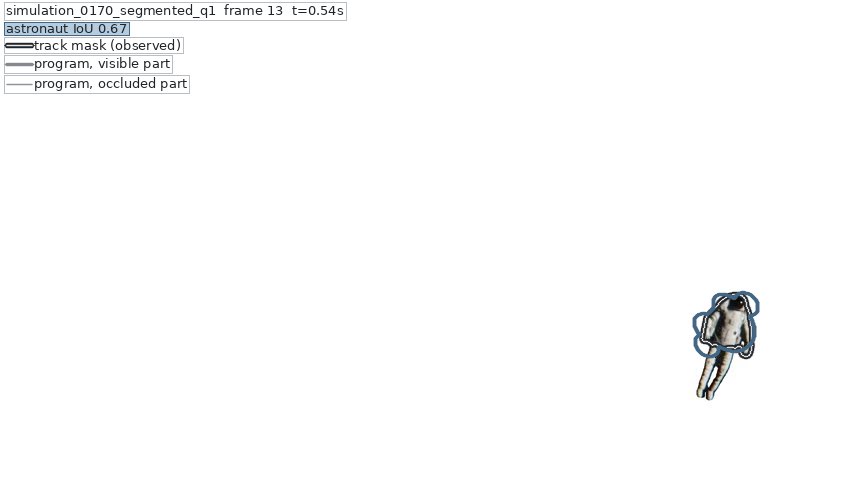 simulation_0170_segmented_q1  frame 13  t=0.54s
astronaut IoU 0.67
track mask (observed)
program, visible part
program, occluded part